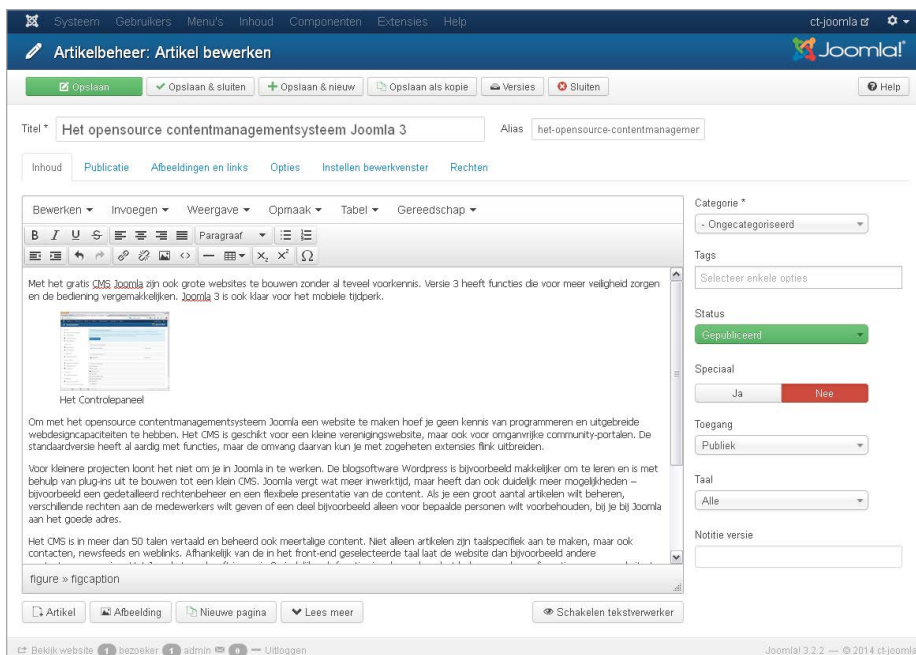 Systeem Gebruikers Menu's Inhoud Componenten Extensies Help ct-joomla
Artikelbeheer: Artikel bewerken Joomla!
Opslaan Opslaan & sluiten Opslaan & nieuw Opslaan als kopie Versies Sluiten Help
Titel * Het opensource contentmanagementsysteem Joomla 3 Alias het-opensource-contentmanagemer
Inhoud Publicatie Afbeeldingen en links Opties Instellen bewerkvenster Rechten
Bewerken Invoegen Weergave Opmaak Tabel Gereedschap
B I U S Paragraaf
X₂ X² Ω
Met het gratis CMS Joomla zijn ook grote websites te bouwen zonder al teveel voorkennis. Versie 3 heeft functies die voor meer veiligheid zorgen
en de bediening vergemakkelijken. Joomla 3 is ook klaar voor het mobiele tijdperk.
Het Controlepaneel
Om met het opensource contentmanagementsysteem Joomla een website te maken hoef je geen kennis van programmeren en uitgebreide
webdesigncapaciteiten te hebben. Het CMS is geschikt voor een kleine verenigingswebsite, maar ook voor omganwrijke community-portalen. De
standaardversie heeft al aardig met functies, maar de omvang daarvan kun je met zogeheten extensies flink uitbreiden.
Voor kleinere projecten loont het niet om je in Joomla in te werken. De blogsoftware Wordpress is bijvoorbeeld makkelijker om te leren en is met
behulp van plug-ins uit te bouwen tot een klein CMS. Joomla vergt wat meer inwerktijd, maar heeft dan ook duidelijk meer mogelijkheden –
bijvoorbeeld een gedetalleerd rechtenbeheer en een flexibele presentatie van de content. Als je een groot aantal artikelen wilt beheren,
verschillende rechten aan de medewerkers wilt geven of een deel bijvoorbeeld alleen voor bepaalde personen wilt voorbehouden, bij je bij Joomla
aan het goede adres.
Het CMS is in meer dan 50 talen vertaald en beheert ook meertalige content. Niet alleen artikelen zijn taalspecifiek aan te maken, maar ook
contacten, newsfeeds en weblinks. Afhankelijk van de in het front-end geselecteerde taal laat de website dan bijvoorbeeld andere
figure » figcaption
Artikel Afbeelding Nieuwe pagina Lees meer Schakelen tekstverwerker
Categorie *
- Ongecategoriseerd
Tags
Selecteer enkele opties
Status
Gepubliceerd
Speciaal
Ja Nee
Toegang
Publiek
Taal
Alle
Notitie versie
Bekijk website 1 bezoeker 1 admin 0 Uitloggen Joomla! 3.2.2 — © 2014 ct-joomla